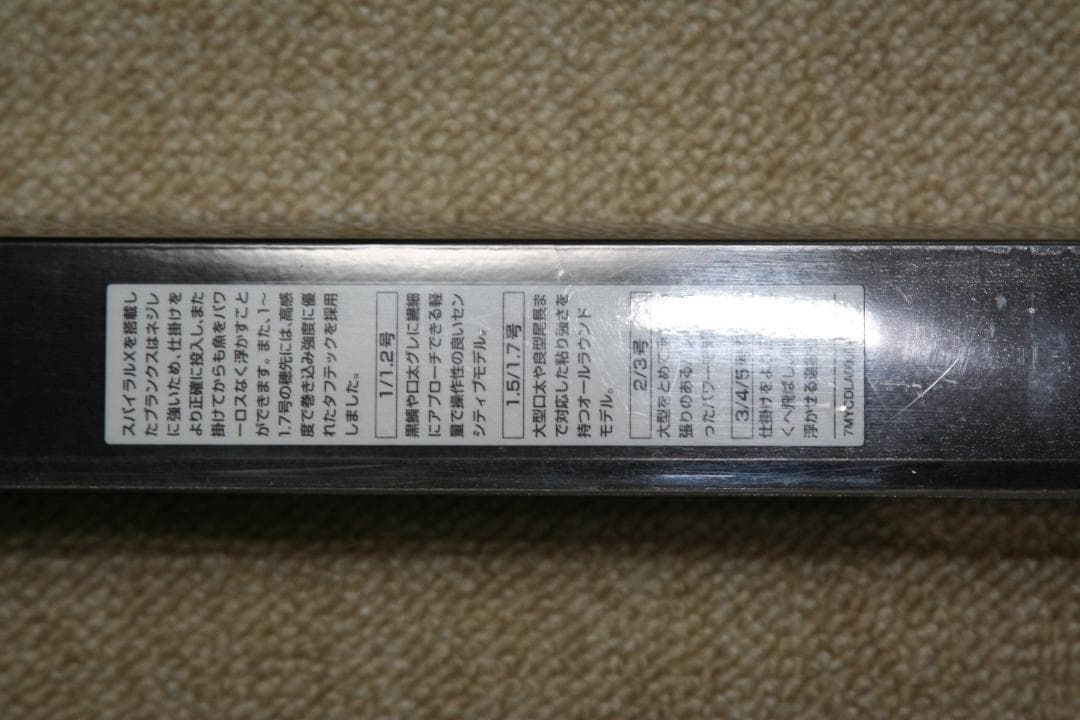 スパイラルXを搭載し
たブランクスはネジレ
に強いため、仕掛けを
より正確に投入し、また
掛けてからも魚をパワ
ーロスなく浮かすこと
ができます。また、1～
1.7号の穂先には、高感
度で巻き込み強度に優
れたタフテックを採用
しました。
1/1.2号
黒鯛や口太グレに繊細
にアプローチできる軽
量で操作性の良いセン
シティブモデル。
1.5/1.7号
大型口太や良型尾長ま
で対応した粘り強さを
持つオールラウンド
モデル。
2/3号
大型をとめて
張りのある
ったパワー
3/4/5号
仕掛けをより
くへ飛ばし
浮かせる